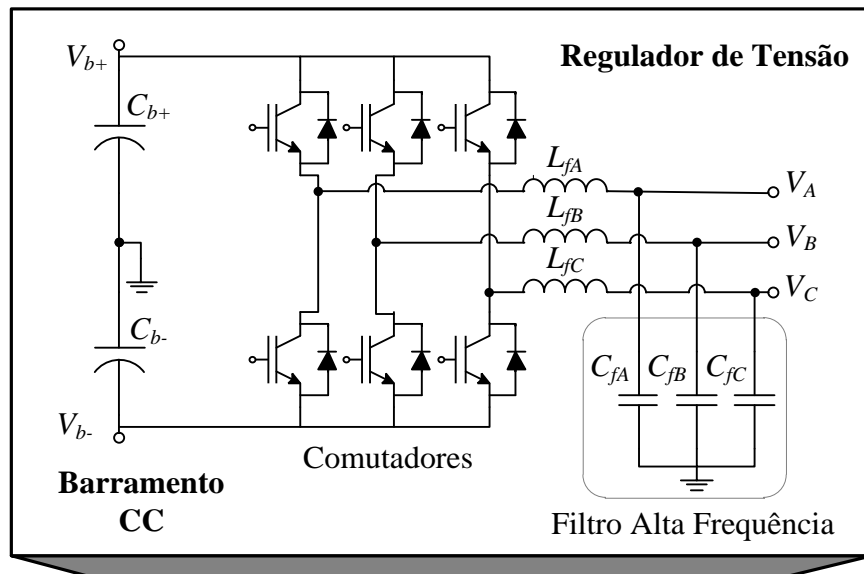 V_{b+}
Regulador de Tensão
C_{b+}
L_{fA}
V_A
L_{fB}
V_B
L_{fC}
V_C
C_{b-}
C_{fA} C_{fB} C_{fC}
V_{b-}
Comutadores
Barramento
CC
Filtro Alta Frequência